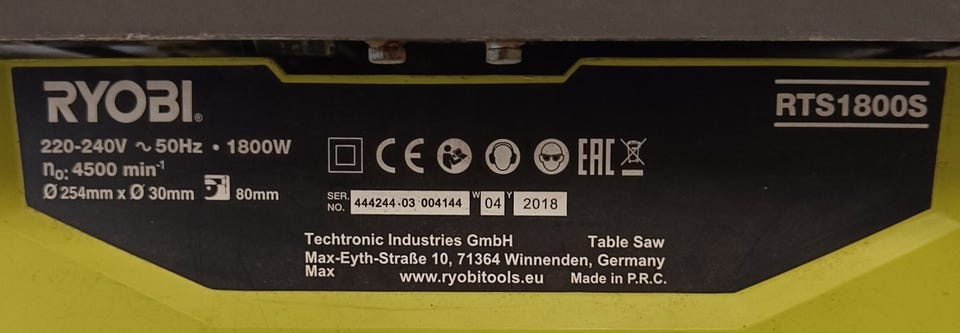 RYOBI®
RTS1800S
220-240V ~ 50Hz • 1800W
n₀: 4500 min⁻¹
Ø 254mm x Ø 30mm 80mm
CE EAC
SER. NO. 444244-03 004144 W 04 Y 2018
Techtronic Industries GmbH Table Saw
Max-Eyth-Straße 10, 71364 Winnenden, Germany
Max www.ryobitools.eu Made in P.R.C.